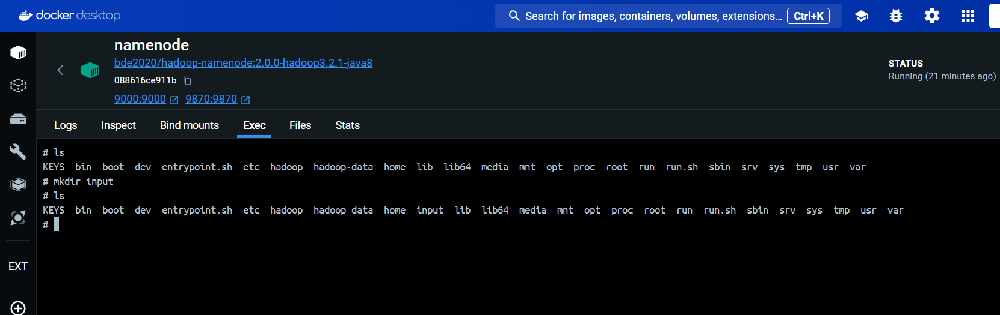 docker desktop
Search for images, containers, volumes, extensions... Ctrl+K
namenode
bde2020/hadoop-namenode:2.0.0-hadoop3.2.1-java8
088616ce911b
9000:9000 9870:9870
STATUS
Running (21 minutes ago)
Logs Inspect Bind mounts Exec Files Stats
# ls
KEYS bin boot dev entrypoint.sh etc hadoop hadoop-data home lib lib64 media mnt opt proc root run run.sh sbin srv sys tmp usr var
# mkdir input
# ls
KEYS bin boot dev entrypoint.sh etc hadoop hadoop-data home input lib lib64 media mnt opt proc root run run.sh sbin srv sys tmp usr var
#
EXT